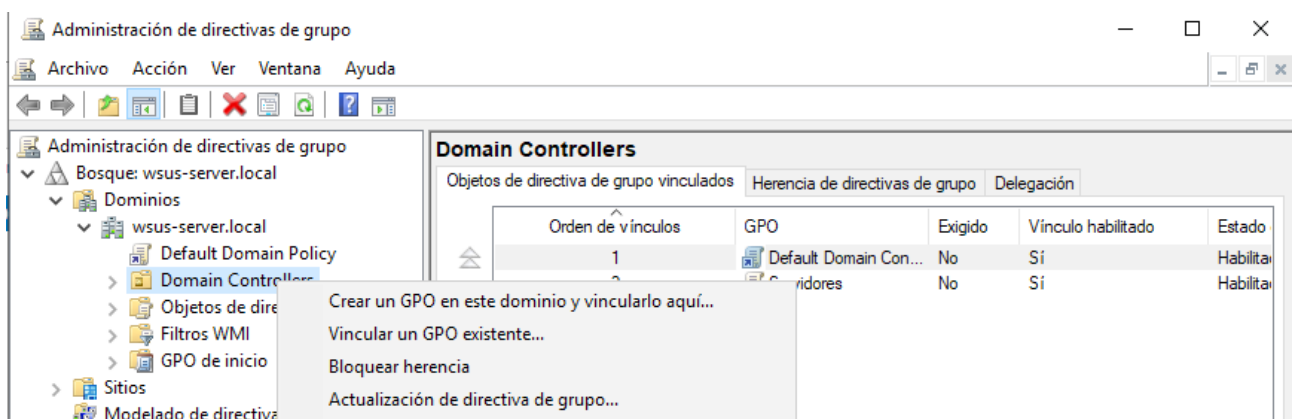 Administración de directivas de grupo
Archivo Acción Ver Ventana Ayuda
Administración de directivas de grupo
Bosque: wsus-server.local
Dominios
wsus-server.local
Default Domain Policy
Domain Controllers
Objetos de dire
Filtros WMI
GPO de inicio
Sitios
Modelado de directiva
Domain Controllers
Objetos de directiva de grupo vinculados Herencia de directivas de grupo Delegación
Orden de vínculos GPO Exigido Vínculo habilitado Estado
1 Default Domain Con... No Sí Habilita
vidores No Sí Habilita
Crear un GPO en este dominio y vincularlo aquí...
Vincular un GPO existente...
Bloquear herencia
Actualización de directiva de grupo...